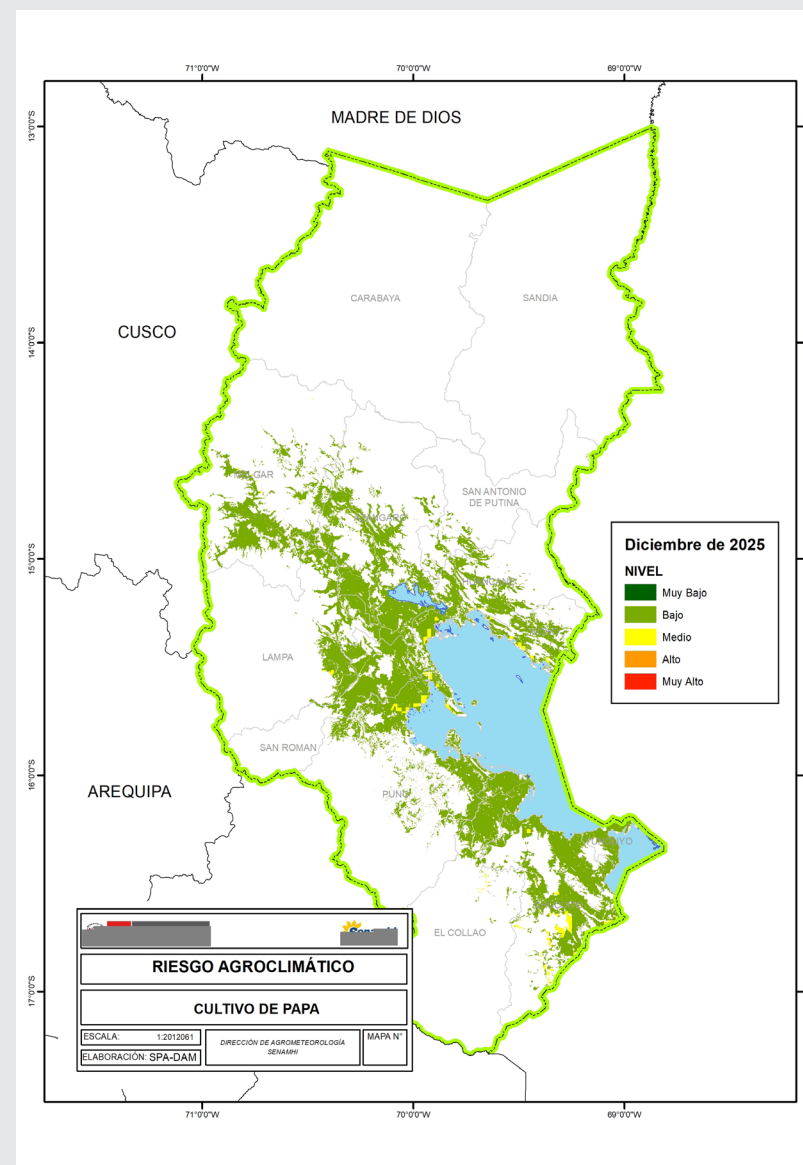 71°0'0"W
70°0'0"W
69°0'0"W
13°0'0"S
14°0'0"S
15°0'0"S
16°0'0"S
17°0'0"S
MADRE DE DIOS
CARABAYA
SANDIA
CUSCO
SAN ANTONIO
DE PUTINA
LAMPA
SAN ROMAN
PUNO
AREQUIPA
EL COLLAO
Diciembre de 2025
NIVEL
Muy Bajo
Bajo
Medio
Alto
Muy Alto
RIESGO AGROCLIMÁTICO
CULTIVO DE PAPA
ESCALA: 1:2012061
ELABORACIÓN: SPA-DAM
DIRECCIÓN DE AGROMETEOROLOGÍA
SENAMHI
MAPA N°
71°0'0"W
70°0'0"W
69°0'0"W